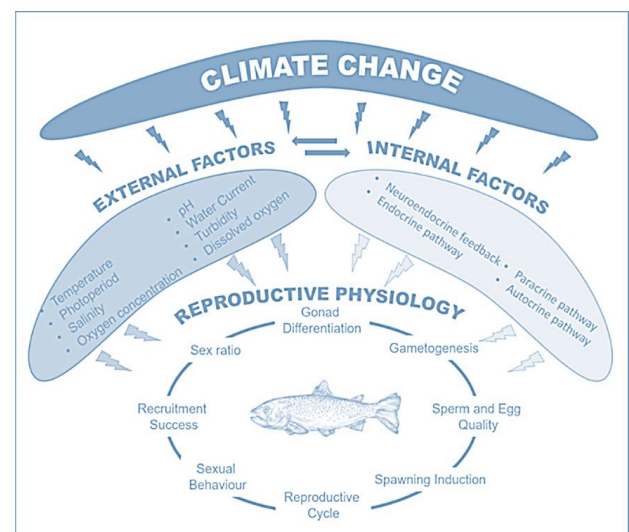 CLIMATE CHANGE
EXTERNAL FACTORS
INTERNAL FACTORS
• pH
• Water Current
• Turbidity
• Dissolved oxygen
• Temperature
• Photoperiod
• Salinity
• Oxygen concentration
• Neuroendocrine feedback
• Endocrine pathway
• Paracrine pathway
• Autocrine pathway
REPRODUCTIVE PHYSIOLOGY
Gonad
Differentiation
Gametogenesis
Sperm and Egg
Quality
Spawning Induction
Reproductive
Cycle
Sexual
Behaviour
Recruitment
Success
Sex ratio